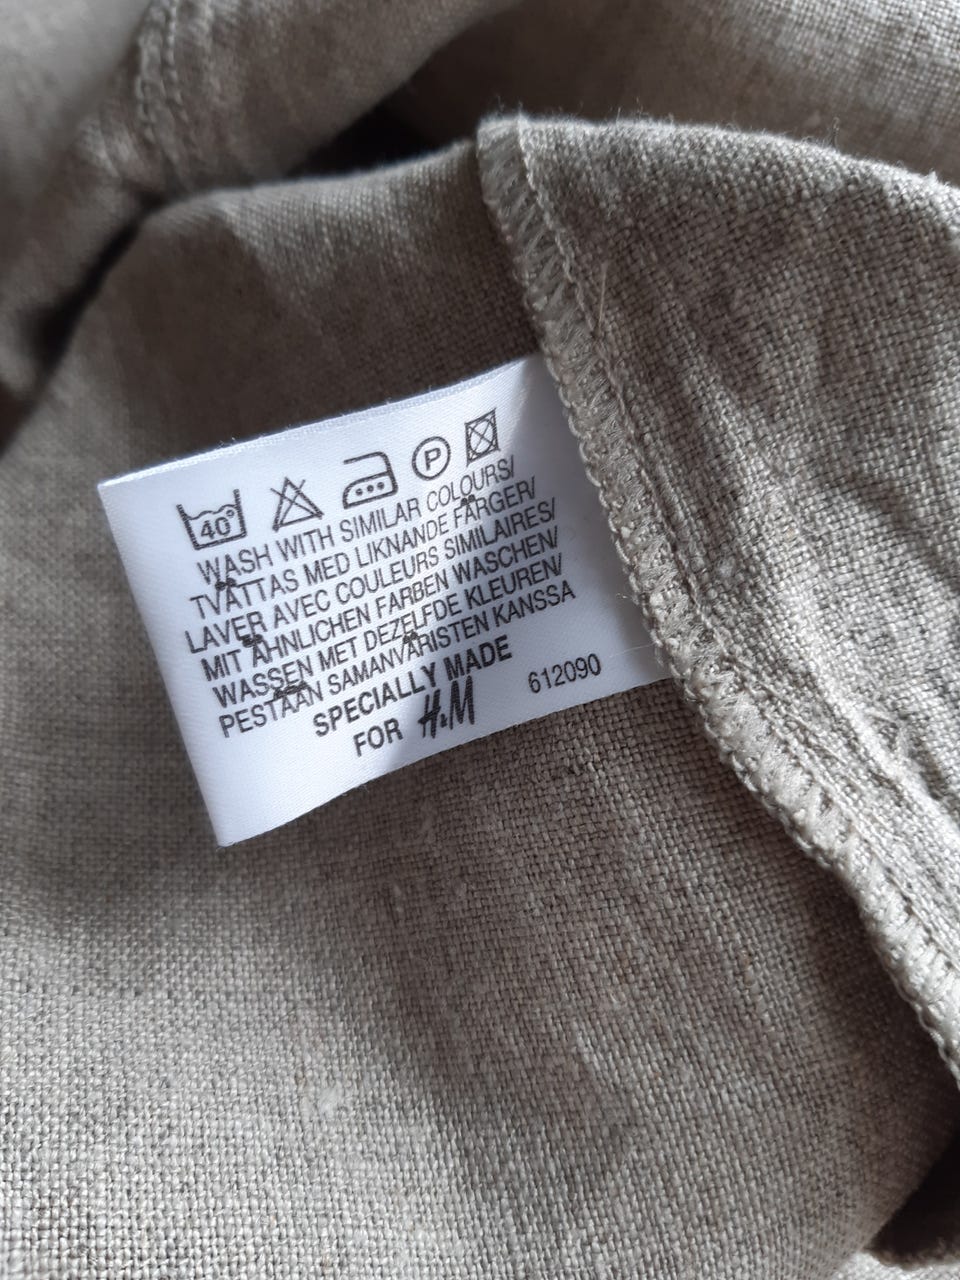 40°
P
WASH WITH SIMILAR COLOURS/
TVÄTTAS MED LIKNANDE FÄRGER/
LAVER AVEC COULEURS SIMILAIRES/
MIT ÄHNLICHEN FARBEN WASCHEN/
WASSEN MET DEZELFDE KLEUREN/
PESTÄÄN SAMANVÄRISTEN KANSSA
SPECIALLY MADE
FOR H&M 612090